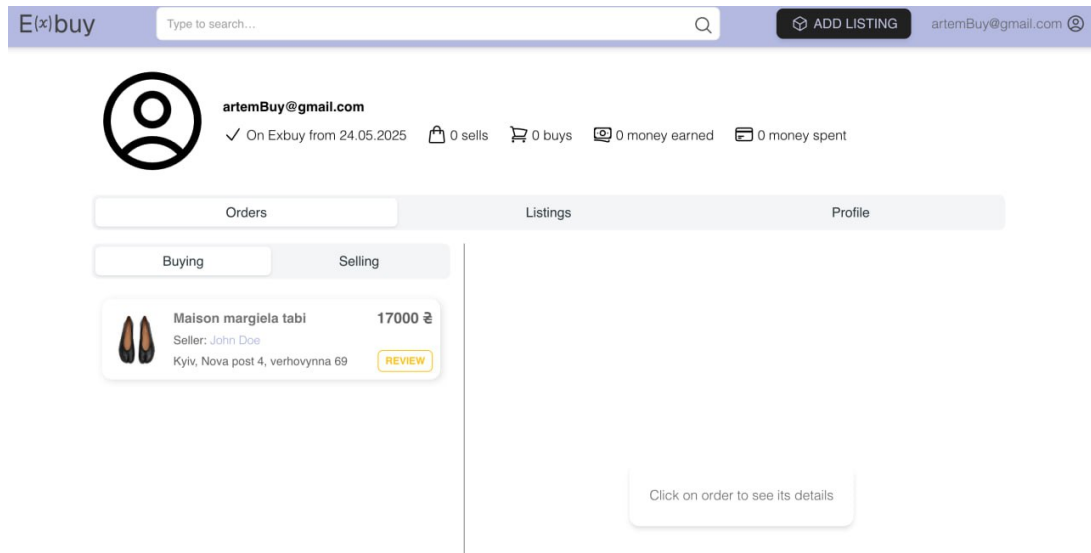 E(x)buy
Type to search...
ADD LISTING
artemBuy@gmail.com
artemBuy@gmail.com
On Exbuy from 24.05.2025
0 sells
0 buys
0 money earned
0 money spent
Orders
Listings
Profile
Buying
Selling
Maison margiela tabi
17000 ₴
Seller: John Doe
Kyiv, Nova post 4, verhovynna 69
REVIEW
Click on order to see its details